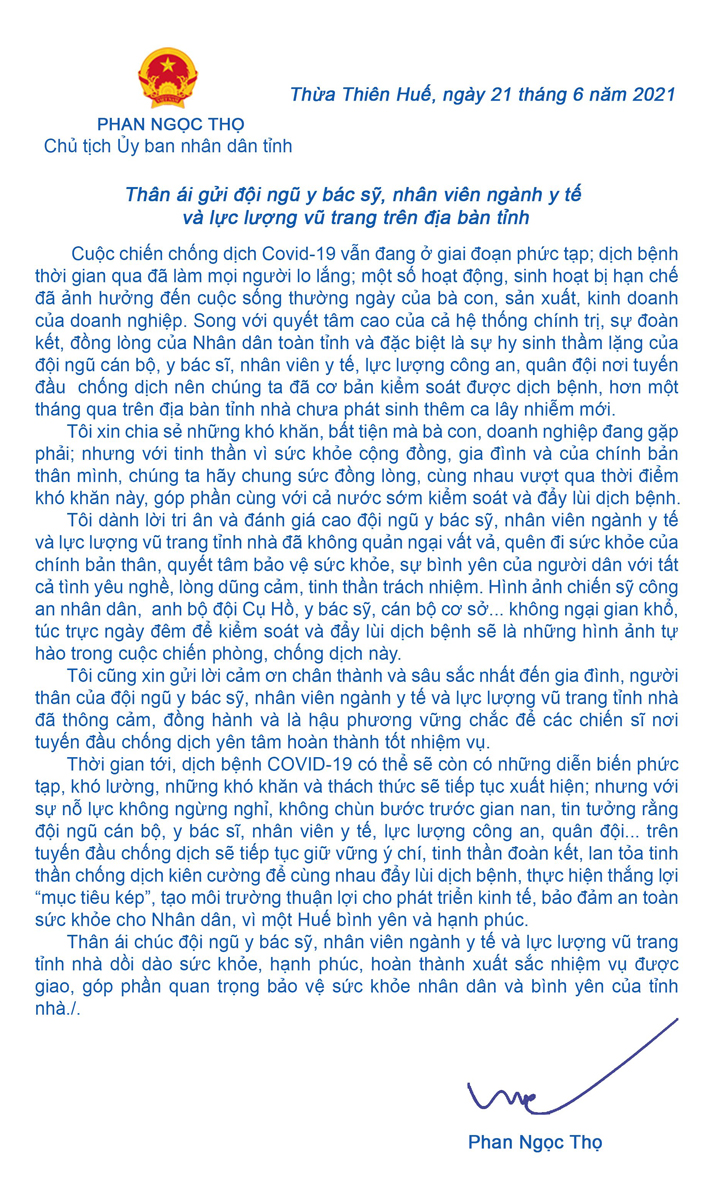 Thừa Thiên Huế, ngày 21 tháng 6 năm 2021
PHAN NGỌC THỌ
Chủ tịch Ủy ban nhân dân tỉnh
Thân ái gửi đội ngũ y bác sỹ, nhân viên ngành y tế
và lực lượng vũ trang trên địa bàn tỉnh
Cuộc chiến chống dịch Covid-19 vẫn đang ở giai đoạn phức tạp; dịch bệnh
thời gian qua đã làm mọi người lo lắng; một số hoạt động, sinh hoạt bị hạn chế
đã ảnh hưởng đến cuộc sống thường ngày của bà con, sản xuất, kinh doanh
của doanh nghiệp. Song với quyết tâm cao của cả hệ thống chính trị, sự đoàn
kết, đồng lòng của Nhân dân toàn tỉnh và đặc biệt là sự hy sinh thầm lặng của
đội ngũ cán bộ, y bác sĩ, nhân viên y tế, lực lượng công an, quân đội nơi tuyến
đầu  chống dịch nên chúng ta đã cơ bản kiểm soát được dịch bệnh, hơn một
tháng qua trên địa bàn tỉnh nhà chưa phát sinh thêm ca lây nhiễm mới.
Tôi xin chia sẻ những khó khăn, bất tiện mà bà con, doanh nghiệp đang gặp
phải; nhưng với tinh thần vì sức khỏe cộng đồng, gia đình và của chính bản
thân mình, chúng ta hãy chung sức đồng lòng, cùng nhau vượt qua thời điểm
khó khăn này, góp phần cùng với cả nước sớm kiểm soát và đẩy lùi dịch bệnh.
Tôi dành lời tri ân và đánh giá cao đội ngũ y bác sỹ, nhân viên ngành y tế
và lực lượng vũ trang tỉnh nhà đã không quản ngại vất vả, quên đi sức khỏe của
chính bản thân, quyết tâm bảo vệ sức khỏe, sự bình yên của người dân với tất
cả tình yêu nghề, lòng dũng cảm, tinh thần trách nhiệm. Hình ảnh chiến sỹ công
an nhân dân,  anh bộ đội Cụ Hồ, y bác sỹ, cán bộ cơ sở... không ngại gian khổ,
túc trực ngày đêm để kiểm soát và đẩy lùi dịch bệnh sẽ là những hình ảnh tự
hào trong cuộc chiến phòng, chống dịch này.
Tôi cũng xin gửi lời cảm ơn chân thành và sâu sắc nhất đến gia đình, người
thân của đội ngũ y bác sỹ, nhân viên ngành y tế và lực lượng vũ trang tỉnh nhà
đã thông cảm, đồng hành và là hậu phương vững chắc để các chiến sĩ nơi
tuyến đầu chống dịch yên tâm hoàn thành tốt nhiệm vụ.
Thời gian tới, dịch bệnh COVID-19 có thể sẽ còn có những diễn biến phức
tạp, khó lường, những khó khăn và thách thức sẽ tiếp tục xuất hiện; nhưng với
sự nỗ lực không ngừng nghỉ, không chùn bước trước gian nan, tin tưởng rằng
đội ngũ cán bộ, y bác sĩ, nhân viên y tế, lực lượng công an, quân đội... trên
tuyến đầu chống dịch sẽ tiếp tục giữ vững ý chí, tinh thần đoàn kết, lan tỏa tinh
thần chống dịch kiên cường để cùng nhau đẩy lùi dịch bệnh, thực hiện thắng lợi
“mục tiêu kép”, tạo môi trường thuận lợi cho phát triển kinh tế, bảo đảm an toàn
sức khỏe cho Nhân dân, vì một Huế bình yên và hạnh phúc.
Thân ái chúc đội ngũ y bác sỹ, nhân viên ngành y tế và lực lượng vũ trang
tỉnh nhà dồi dào sức khỏe, hạnh phúc, hoàn thành xuất sắc nhiệm vụ được
giao, góp phần quan trọng bảo vệ sức khỏe nhân dân và bình yên của tỉnh
nhà./.
Phan Ngọc Thọ